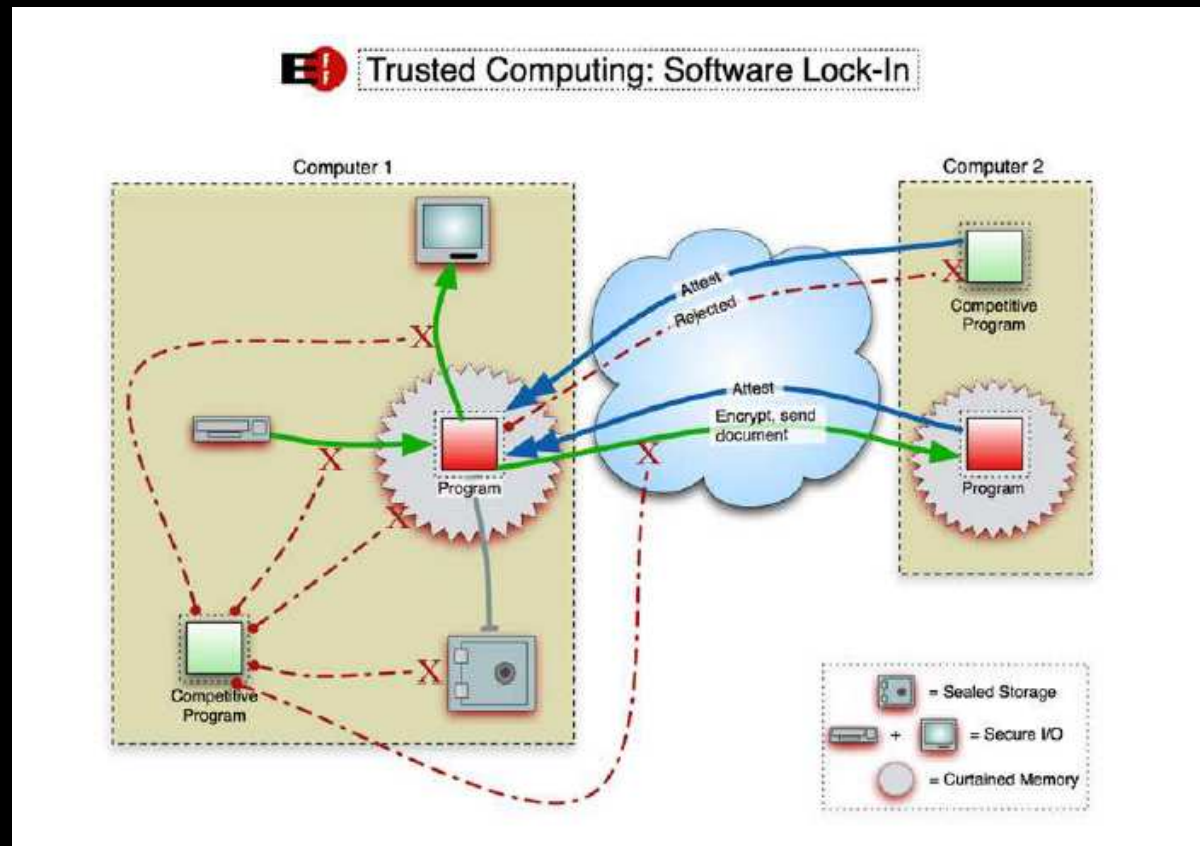 EFF
Trusted Computing: Software Lock-In
Computer 1
Computer 2
Attest
Rejected
Competitive
Program
Attest
Encrypt, send
document
Program
Program
X
X
X
X
X
X
Competitive
Program
= Sealed Storage
+
= Secure I/O
= Curtained Memory